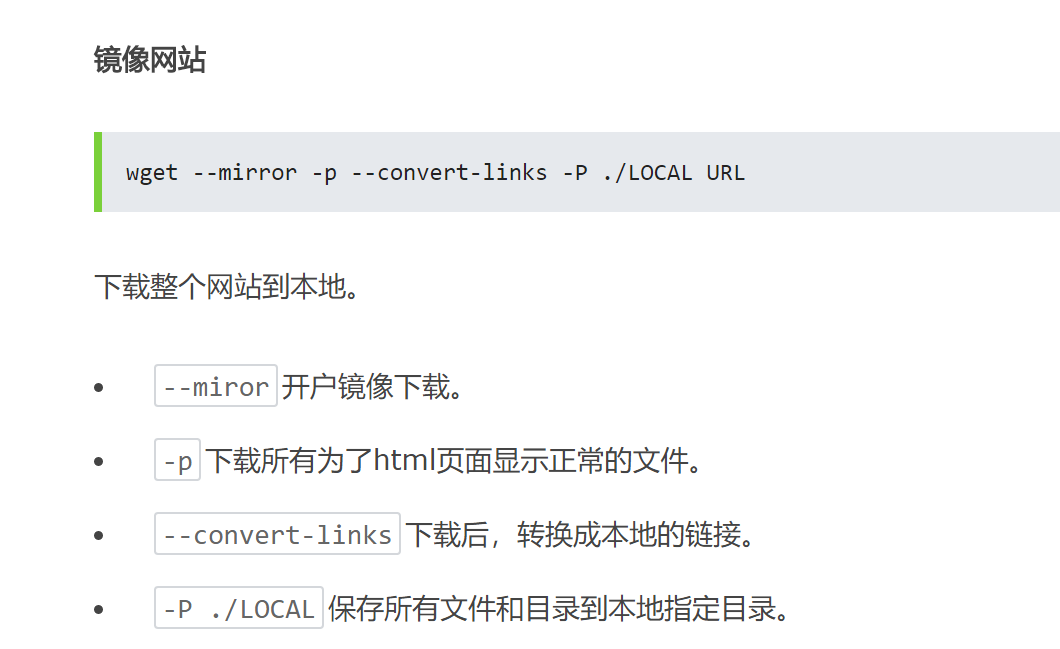 镜像网站
wget --mirror -p --convert-links -P ./LOCAL URL
下载整个网站到本地。
--miror 开户镜像下载。
-p 下载所有为了html页面显示正常的文件。
--convert-links 下载后，转换成本地的链接。
-P ./LOCAL 保存所有文件和目录到本地指定目录。